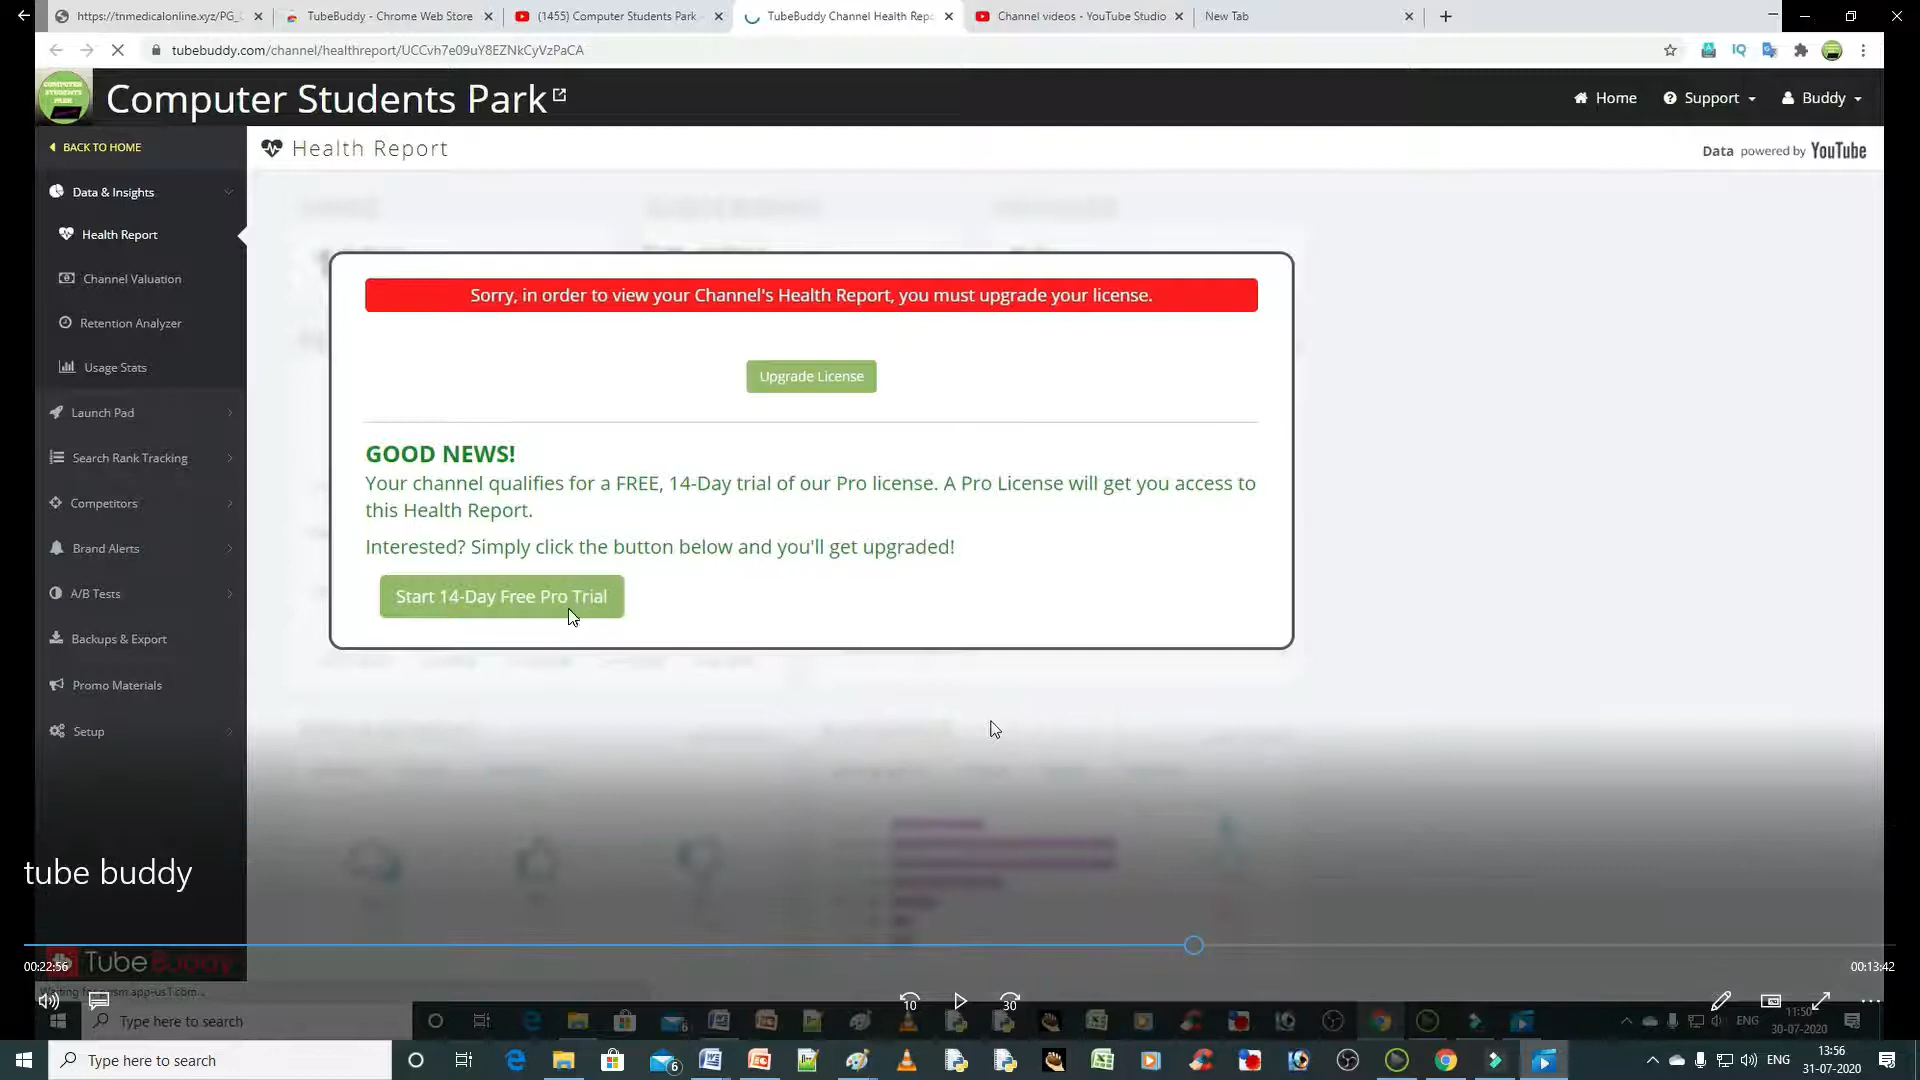 https://tnmedicalonline.xyz/PG_
TubeBuddy - Chrome Web Store
(1455) Computer Students Park
TubeBuddy Channel Health Repo
Channel videos - YouTube Studio
New Tab
tubebuddy.com/channel/healthreport/UCCvh7e09uY8EZNkCyVzPaCA
Computer Students Park
Home
Support
Buddy
BACK TO HOME
Health Report
Data powered by YouTube
Data & Insights
Health Report
Channel Valuation
Retention Analyzer
Usage Stats
Launch Pad
Search Rank Tracking
Competitors
Brand Alerts
A/B Tests
Backups & Export
Promo Materials
Setup
Sorry, in order to view your Channel's Health Report, you must upgrade your license.
Upgrade License
GOOD NEWS!
Your channel qualifies for a FREE, 14-Day trial of our Pro license. A Pro License will get you access to
this Health Report.
Interested? Simply click the button below and you'll get upgraded!
Start 14-Day Free Pro Trial
tube buddy
TubeBuddy
00:22:56
00:13:42
10
30
Type here to search
ENG
11:50
30-07-2020
Type here to search
6
ENG
13:56
31-07-2020